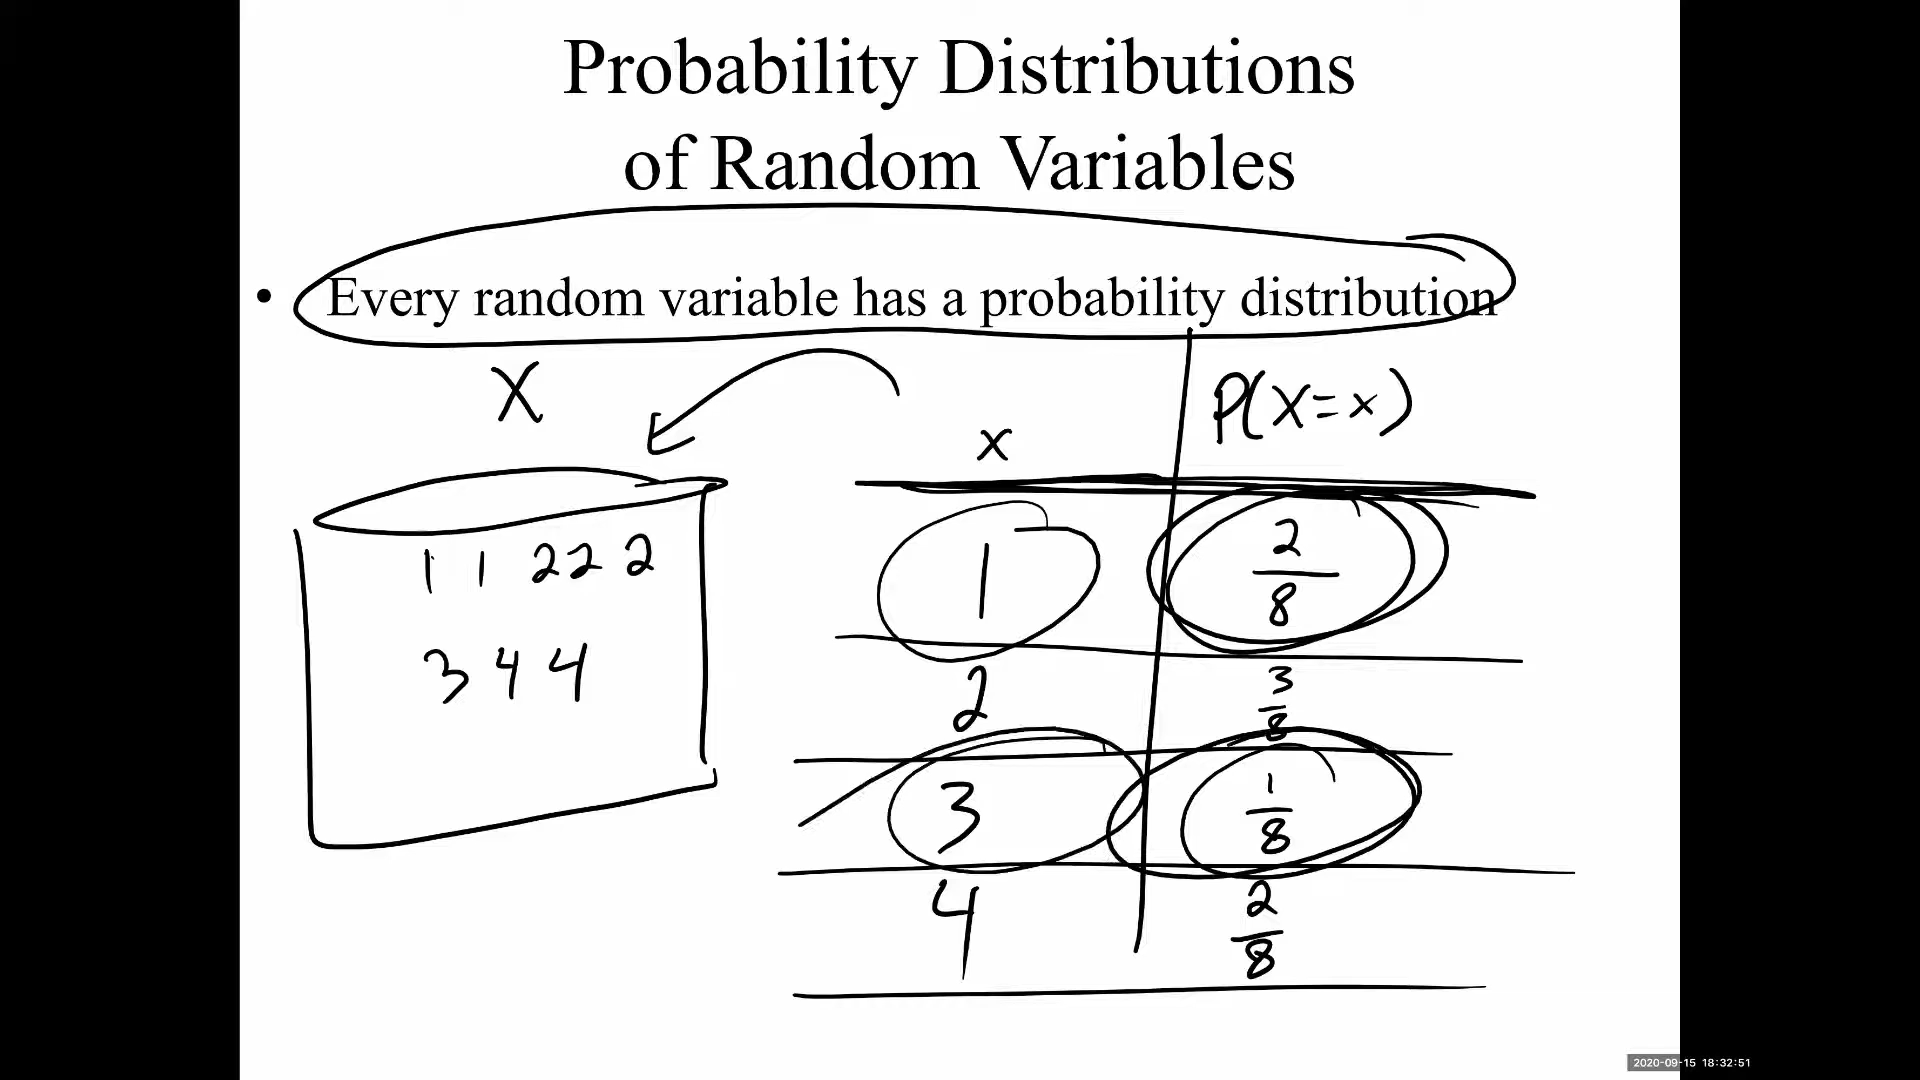 Probability Distributions
of Random Variables
• Every random variable has a probability distribution
X
x P(X=x)
1 1 2 2 2
3 4 4
1 2/8
2 3/8
3 1/8
4 2/8
2020-09-15 18:32:51